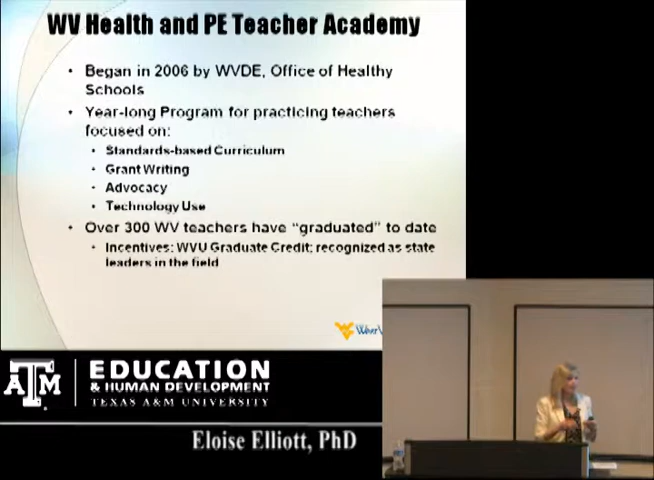 WV Health and PE Teacher Academy
• Began in 2006 by WVDE, Office of Healthy
Schools
• Year-long Program for practicing teachers
focused on:
• Standards-based Curriculum
• Grant Writing
• Advocacy
• Technology Use
• Over 300 WV teachers have “graduated” to date
• Incentives: WVU Graduate Credit; recognized as state
leaders in the field
ATM
EDUCATION
& HUMAN DEVELOPMENT
TEXAS A&M UNIVERSITY
Eloise Elliott, PhD